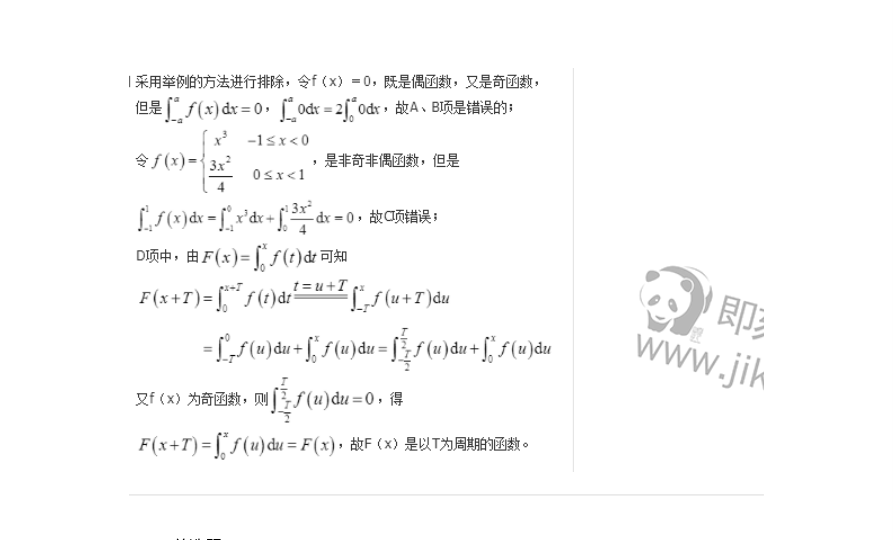 采用举例的方法进行排除，令f（x）=0，既是偶函数，又是奇函数，
但是∫_{-a}^{a} f(x)dx=0，∫_{-a}^{a} 0dx=2∫_{0}^{a} 0dx，故A、B项是错误的；
令 f(x)={x³ -1≤x<0; 3x²/4 0≤x<1，是非奇非偶函数，但是
∫_{-1}^{1} f(x)dx=∫_{-1}^{0} x³dx+∫_{0}^{1} 3x²/4 dx=0，故C项错误；
D项中，由F(x)=∫_{0}^{x} f(t)dt可知
F(x+T)=∫_{0}^{x+T} f(t)dt \xlongequal{t=u+T} ∫_{-T}^{x} f(u+T)du
=∫_{-T}^{0} f(u)du+∫_{0}^{x} f(u)du=∫_{-T/2}^{T/2} f(u)du+∫_{0}^{x} f(u)du
又f（x）为奇函数，则∫_{-T/2}^{T/2} f(u)du=0，得
F(x+T)=∫_{0}^{x} f(u)du=F(x)，故F（x）是以T为周期的函数。
即
www.jik